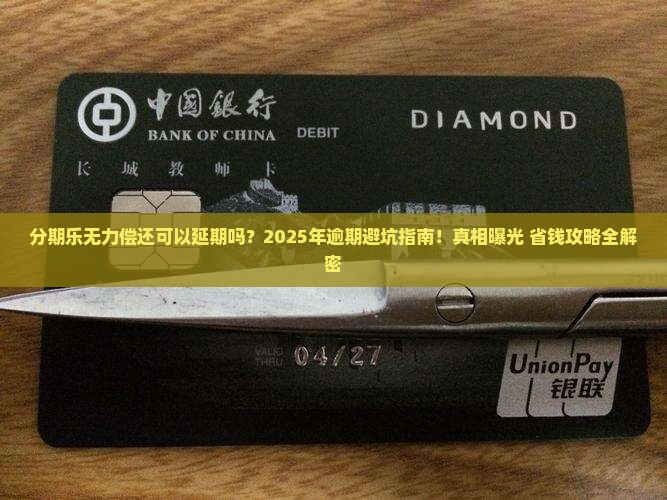 中国銀行
BANK OF CHINA
DEBIT
DIAMOND
长城教师卡
分期乐无力偿还可以延期吗？2025年逾期避坑指南！真相曝光 省钱攻略全解
密
VALID
THRU
04/27
UnionPay
银联